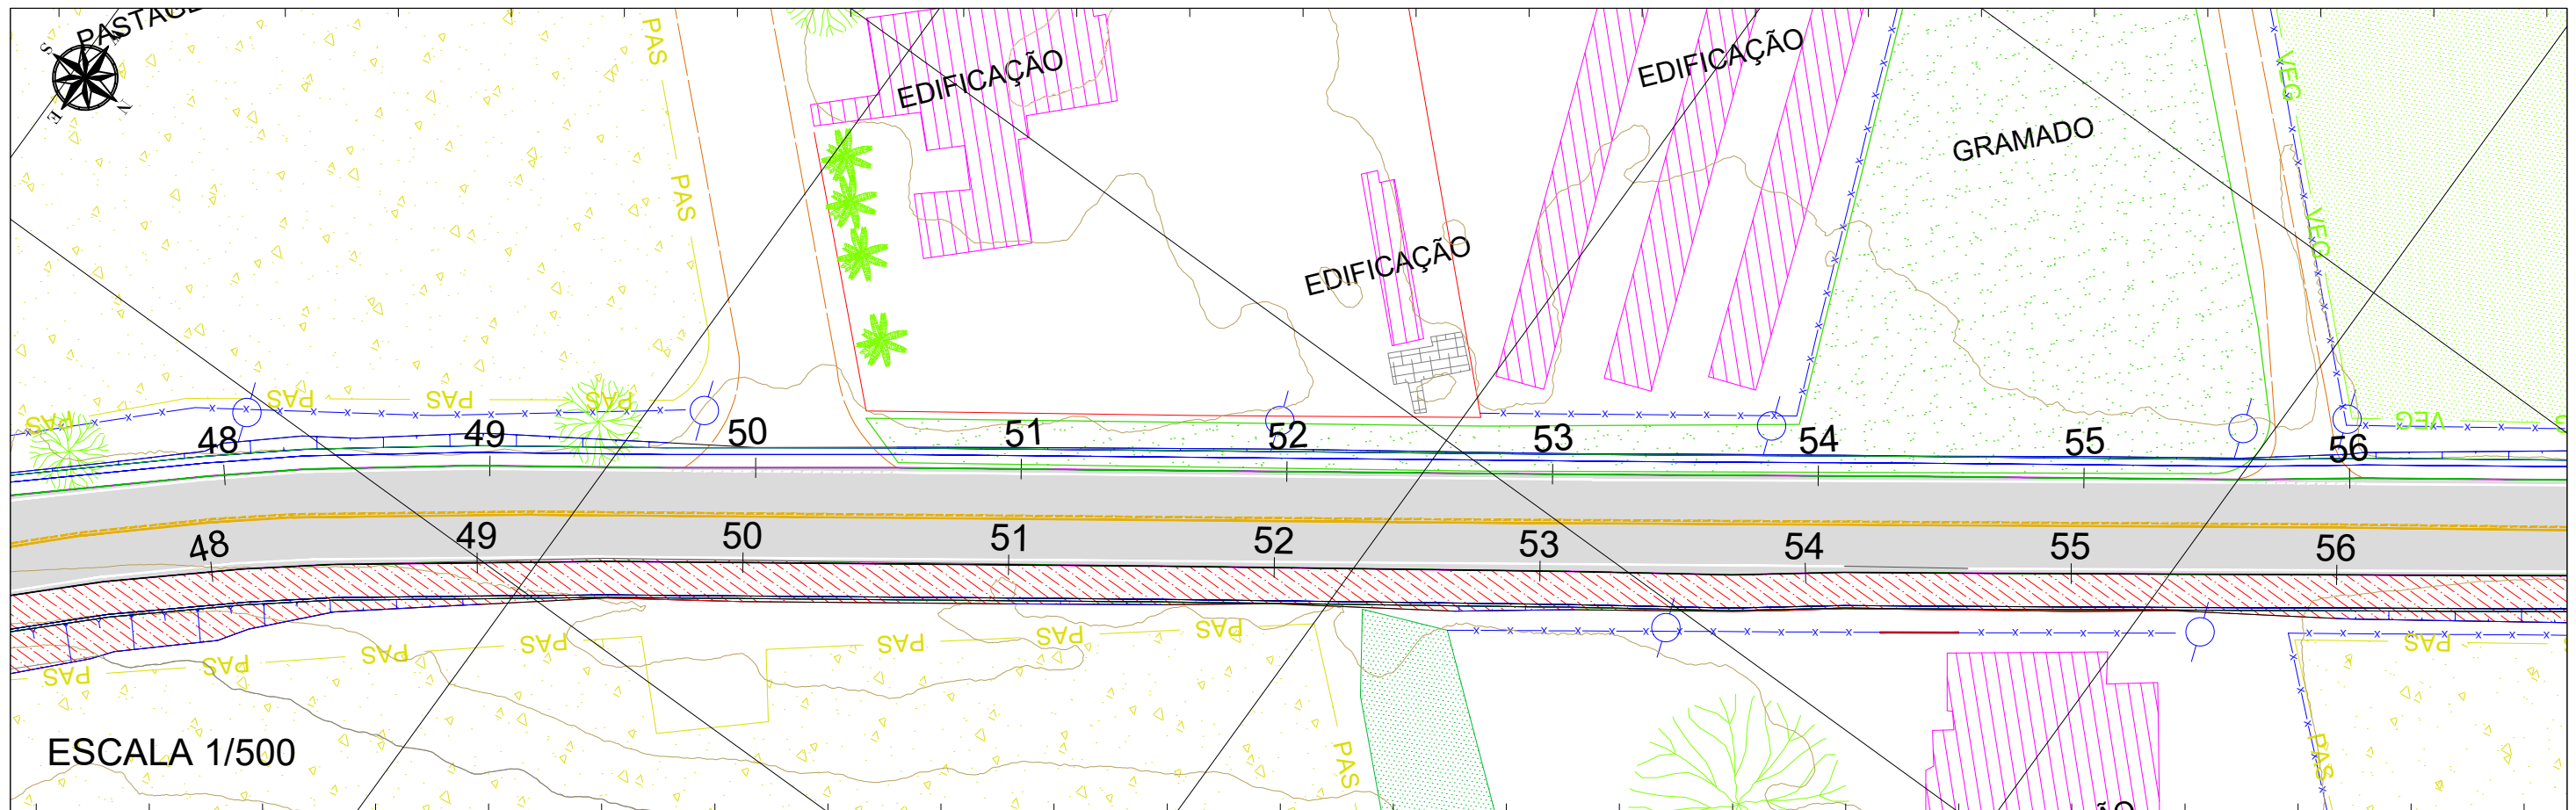 PASTAGE
S
N
E
PAS
PAS
EDIFICAÇÃO
EDIFICAÇÃO
GRAMADO
VEG
VEG
EDIFICAÇÃO
PAS
PAS
PAS
PAS
VEG
48
49
50
51
52
53
54
55
56
48
49
50
51
52
53
54
55
56
PAS
PAS
PAS
PAS
PAS
PAS
PAS
PAS
PAS
PAS
ESCALA 1/500
ÃO